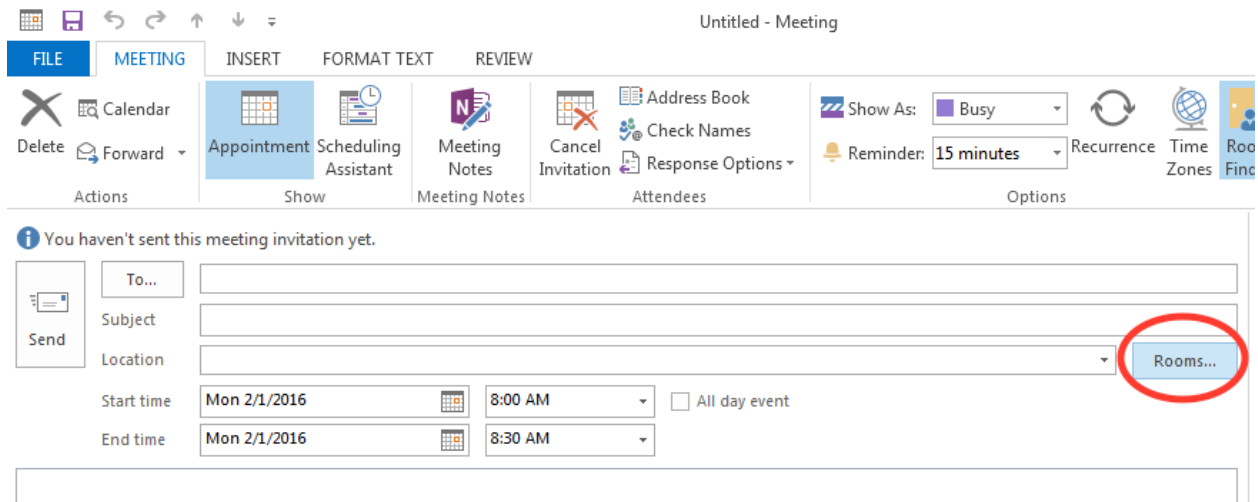 Untitled - Meeting
FILE MEETING INSERT FORMAT TEXT REVIEW
Delete
Calendar
Forward
Actions
Appointment
Scheduling
Assistant
Show
N
Meeting
Notes
Meeting Notes
Cancel
Invitation
Address Book
Check Names
Response Options
Attendees
Show As: Busy
Reminder: 15 minutes
Recurrence
Time
Zones
Roo
Find
Options
You haven't sent this meeting invitation yet.
Send
To...
Subject
Location Rooms...
Start time Mon 2/1/2016 8:00 AM All day event
End time Mon 2/1/2016 8:30 AM